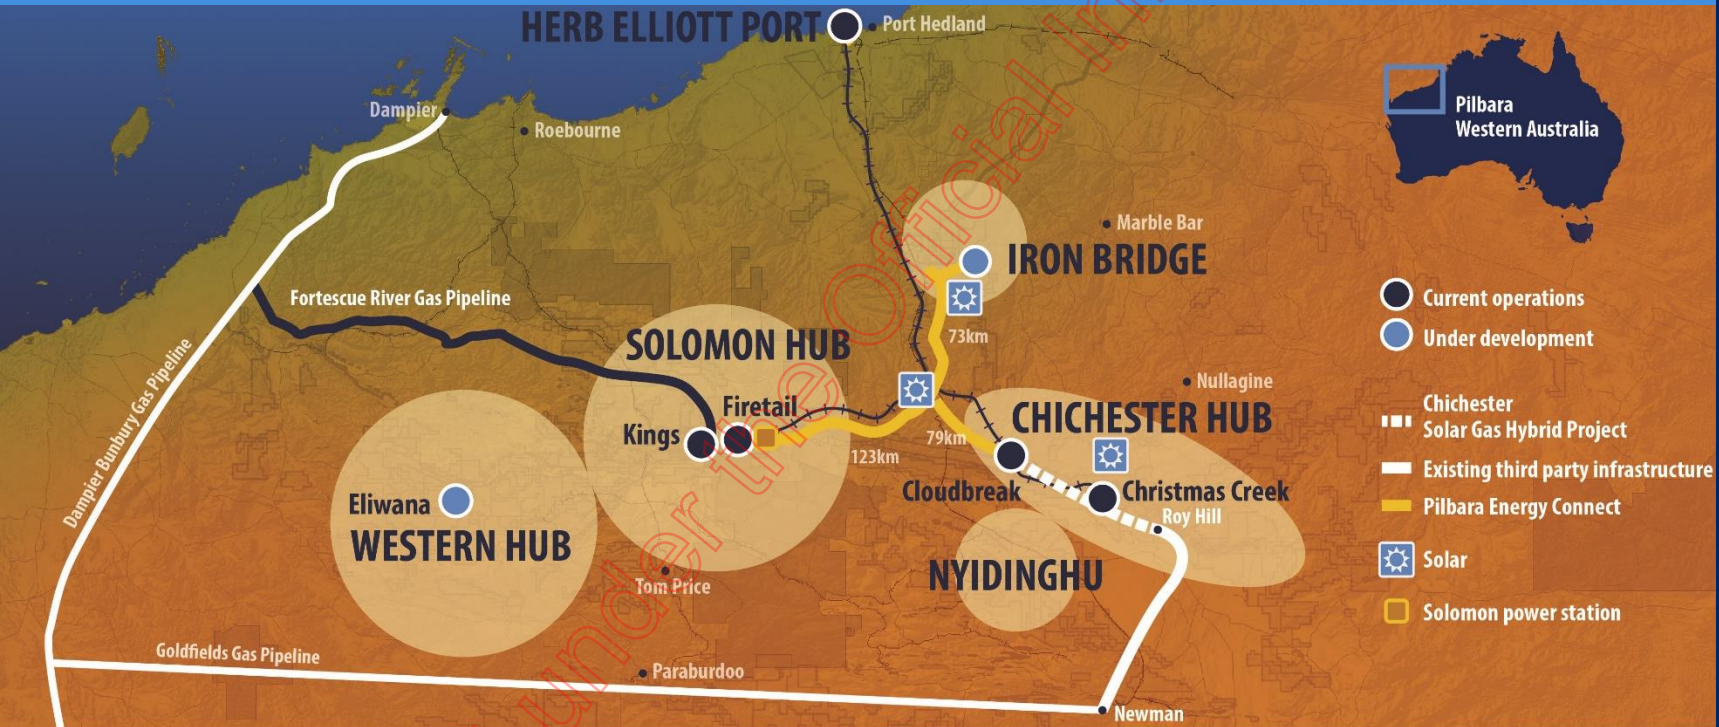 HERB ELLIOTT PORT
Port Hedland
Dampier
Roebourne
Pilbara
Western Australia
Marble Bar
IRON BRIDGE
Fortescue River Gas Pipeline
73km
SOLOMON HUB
Dampier Bunbury Gas Pipeline
Nullagine
Firetail
Kings
CHICHESTER HUB
79km
123km
Cloudbreak
Christmas Creek
Roy Hill
Eliwana
WESTERN HUB
NYIDINGHU
Tom Price
Goldfields Gas Pipeline
Paraburdoo
Newman
Current operations
Under development
Chichester
Solar Gas Hybrid Project
Existing third party infrastructure
Pilbara Energy Connect
Solar
Solomon power station
under the Official